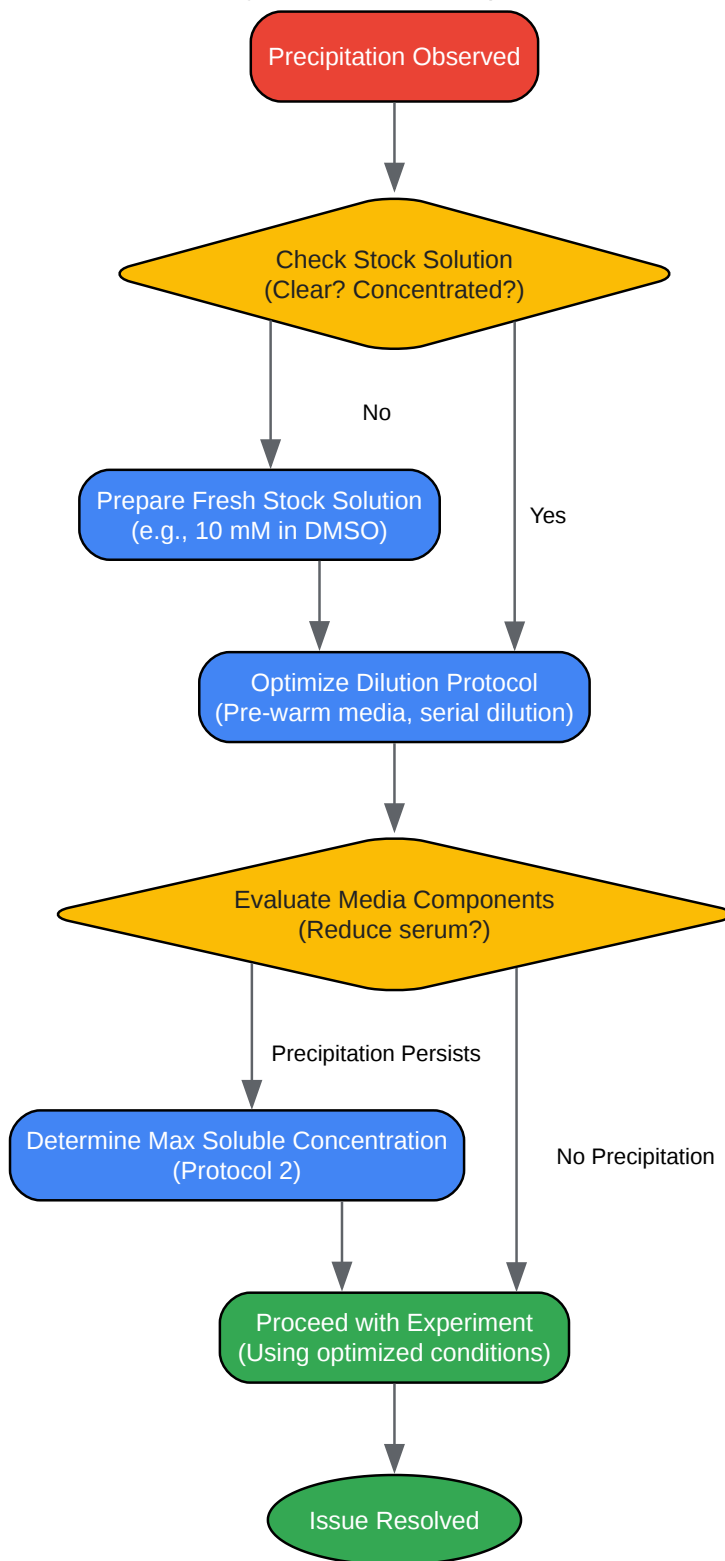 Precipitation Observed
Check Stock Solution
(Clear? Concentrated?)
No
Prepare Fresh Stock Solution
(e.g., 10 mM in DMSO)
Yes
Optimize Dilution Protocol
(Pre-warm media, serial dilution)
Evaluate Media Components
(Reduce serum?)
Precipitation Persists
Determine Max Soluble Concentration
(Protocol 2)
No Precipitation
Proceed with Experiment
(Using optimized conditions)
Issue Resolved